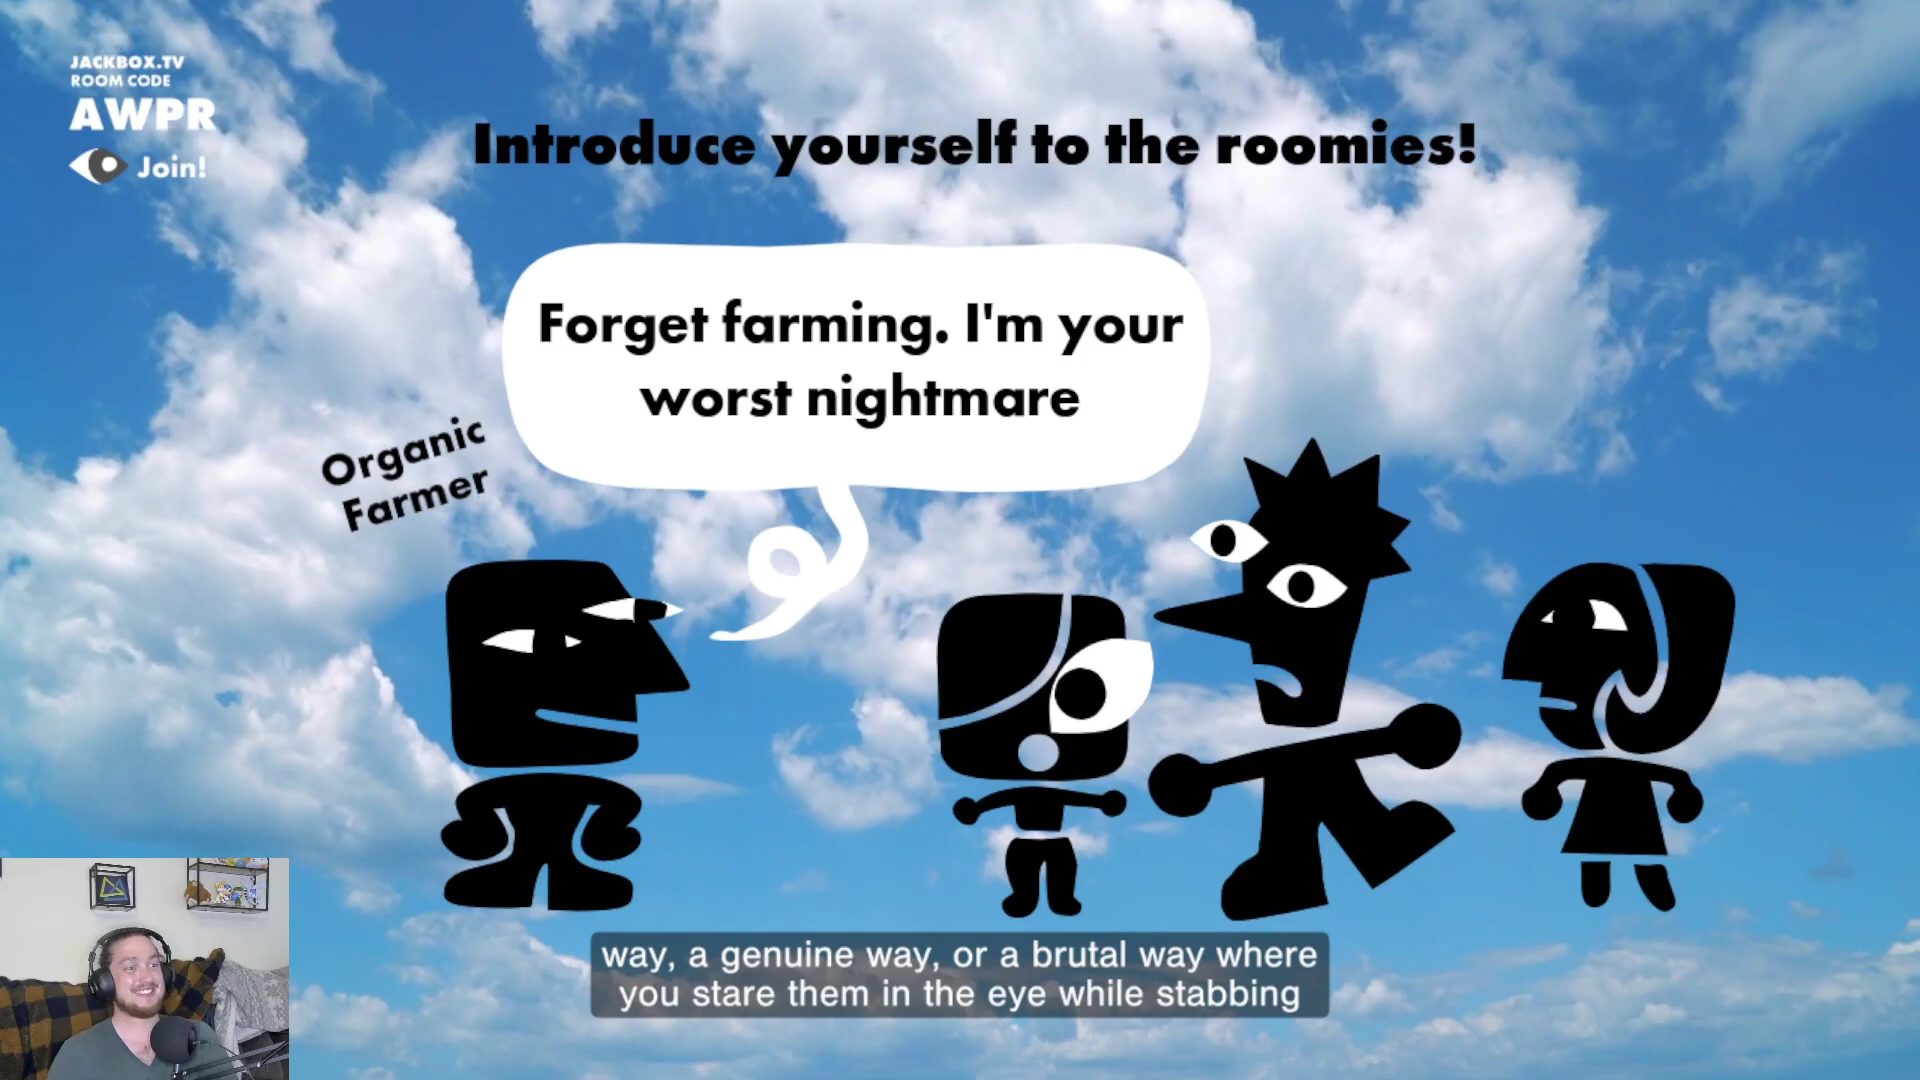 JACKBOX.TV
ROOM CODE
AWPR
Join!
Introduce yourself to the roomies!
Forget farming. I'm your
worst nightmare
Organic
Farmer
way, a genuine way, or a brutal way where
you stare them in the eye while stabbing